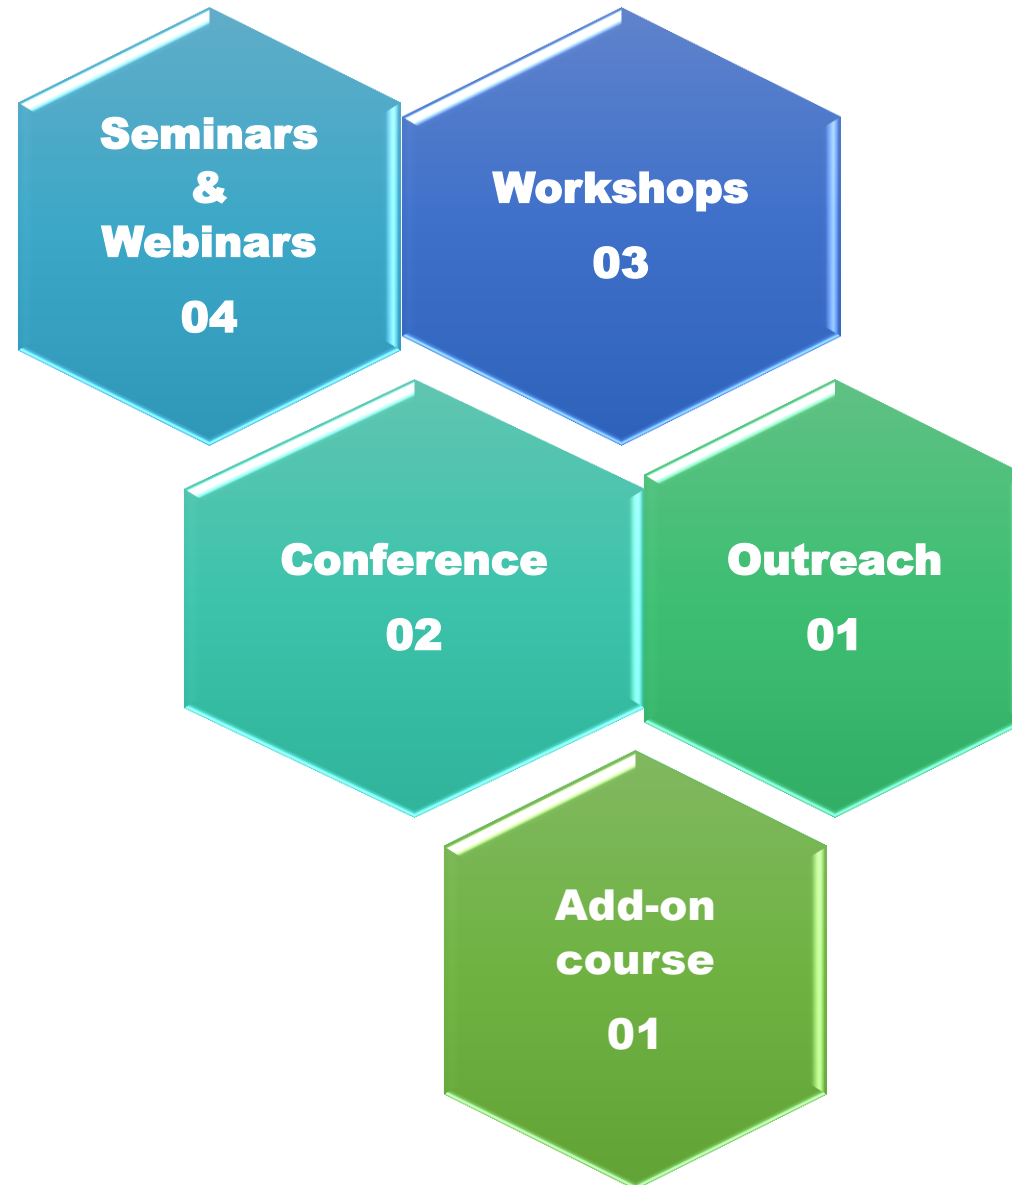 Seminars
&
Webinars
04
Workshops
03
Conference
02
Outreach
01
Add-on
course
01